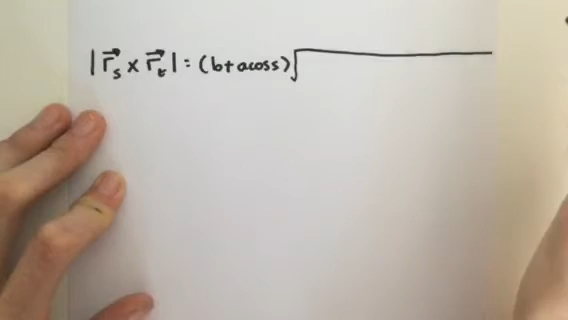 |r⃗ₛ × r⃗ₜ| = (b+acoss)√